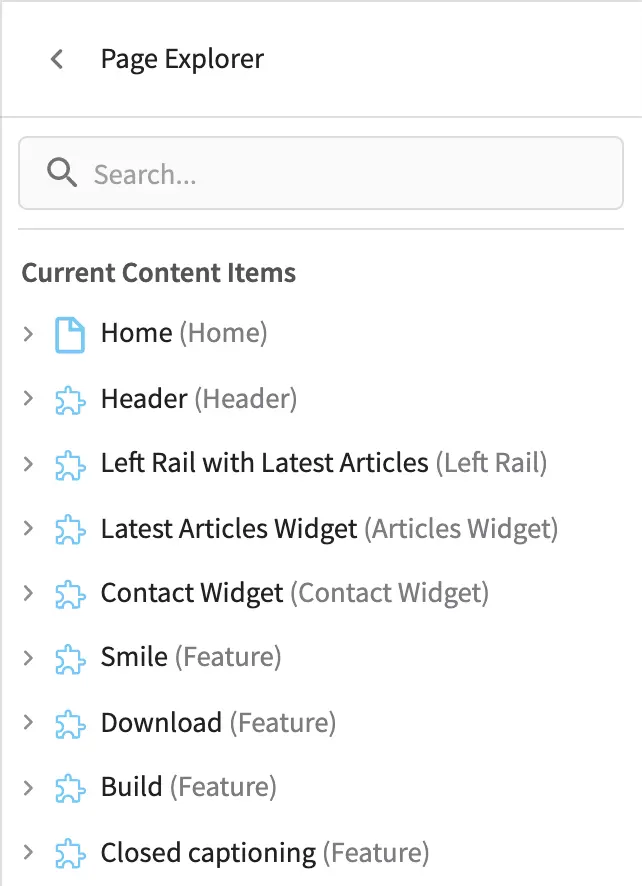 Page Explorer
Search...
Current Content Items
Home (Home)
Header (Header)
Left Rail with Latest Articles (Left Rail)
Latest Articles Widget (Articles Widget)
Contact Widget (Contact Widget)
Smile (Feature)
Download (Feature)
Build (Feature)
Closed captioning (Feature)